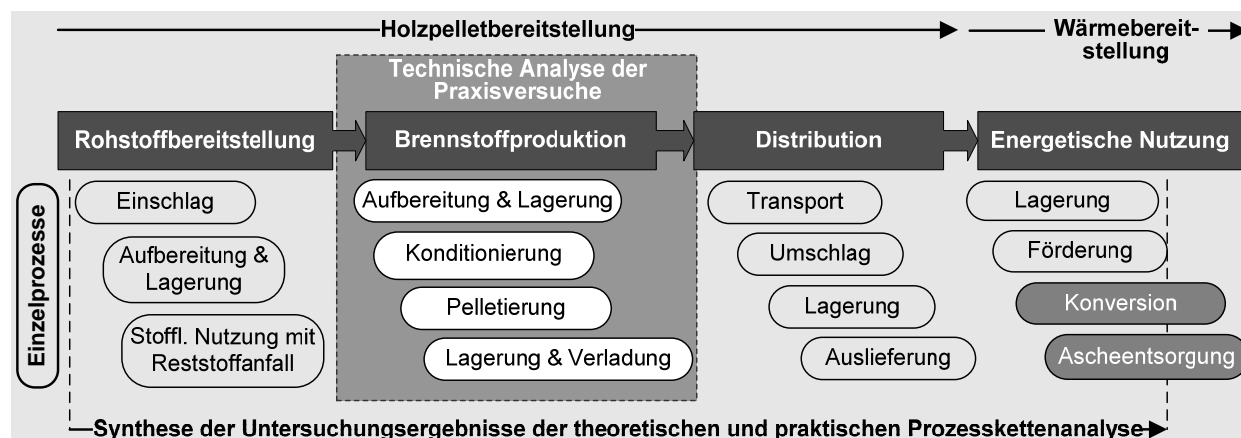 Holzpelletbereitstellung
Wärmebereit-
stellung
Technische Analyse der
Praxisversuche
Rohstoffbereitstellung
Brennstoffproduktion
Distribution
Energetische Nutzung
Einzelprozesse
Einschlag
Aufbereitung &
Lagerung
Stoffl. Nutzung mit
Reststoffanfall
Aufbereitung & Lagerung
Konditionierung
Pelletierung
Lagerung & Verladung
Transport
Umschlag
Lagerung
Auslieferung
Lagerung
Förderung
Konversion
Ascheentsorgung
Synthese der Untersuchungsergebnisse der theoretischen und praktischen Prozesskettenanalyse